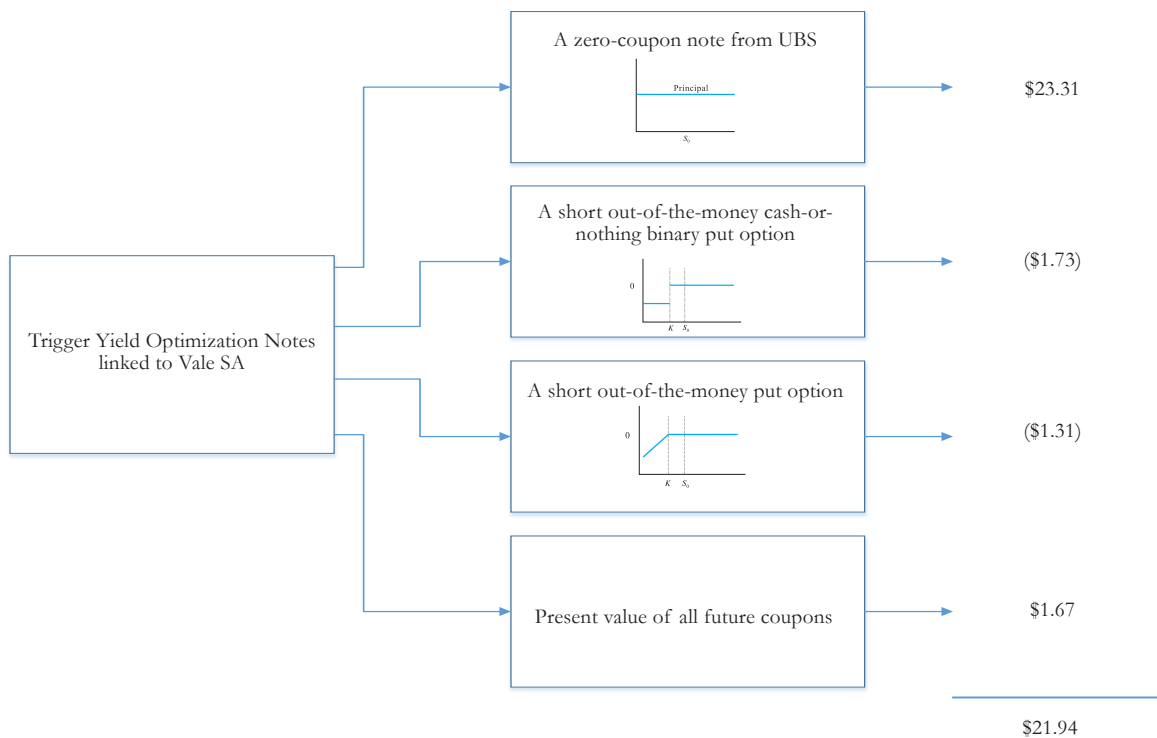 A zero-coupon note from UBS
Principal
S₀
$23.31
A short out-of-the-money cash-or-
nothing binary put option
0
K S₀
($1.73)
Trigger Yield Optimization Notes
linked to Vale SA
A short out-of-the-money put option
0
K S₀
($1.31)
Present value of all future coupons
$1.67
$21.94